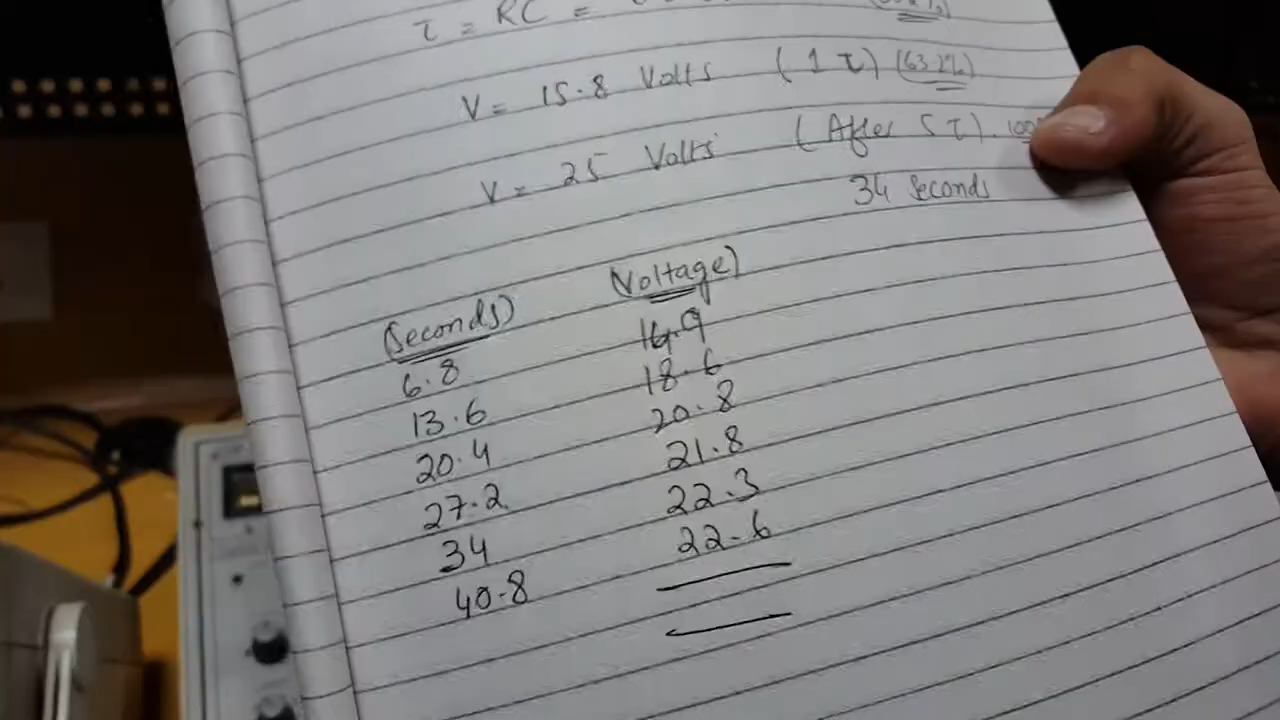 τ = RC =
V = 15.8 Volts (1 τ) (63.2%)
V = 25 Volts (After 5 τ)
34 Seconds
(Seconds) (Voltage)
6.8 16.9
13.6 18.6
20.4 20.8
27.2 21.8
34 22.3
40.8 22.6